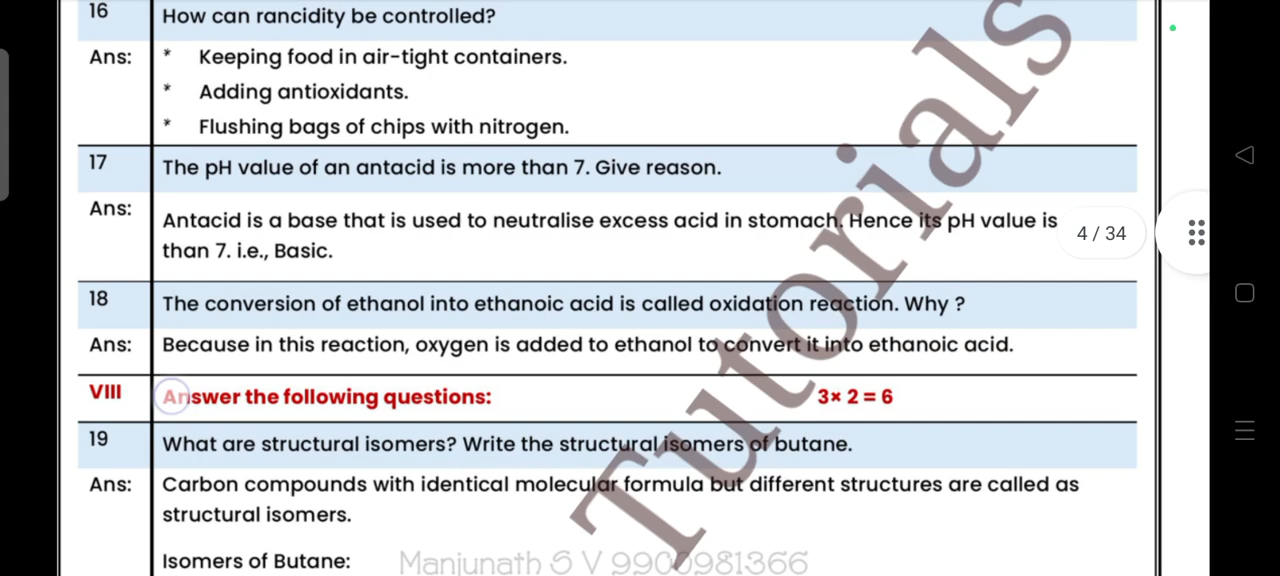 16 How can rancidity be controlled?
Ans: * Keeping food in air-tight containers.
* Adding antioxidants.
* Flushing bags of chips with nitrogen.
17 The pH value of an antacid is more than 7. Give reason.
Ans: Antacid is a base that is used to neutralise excess acid in stomach. Hence its pH value is
than 7. i.e., Basic.
4 / 34
18 The conversion of ethanol into ethanoic acid is called oxidation reaction. Why ?
Ans: Because in this reaction, oxygen is added to ethanol to convert it into ethanoic acid.
VIII Answer the following questions: 3× 2 = 6
19 What are structural isomers? Write the structural isomers of butane.
Ans: Carbon compounds with identical molecular formula but different structures are called as
structural isomers.
Isomers of Butane:
Manjunath S V 9900981366
Tutorials